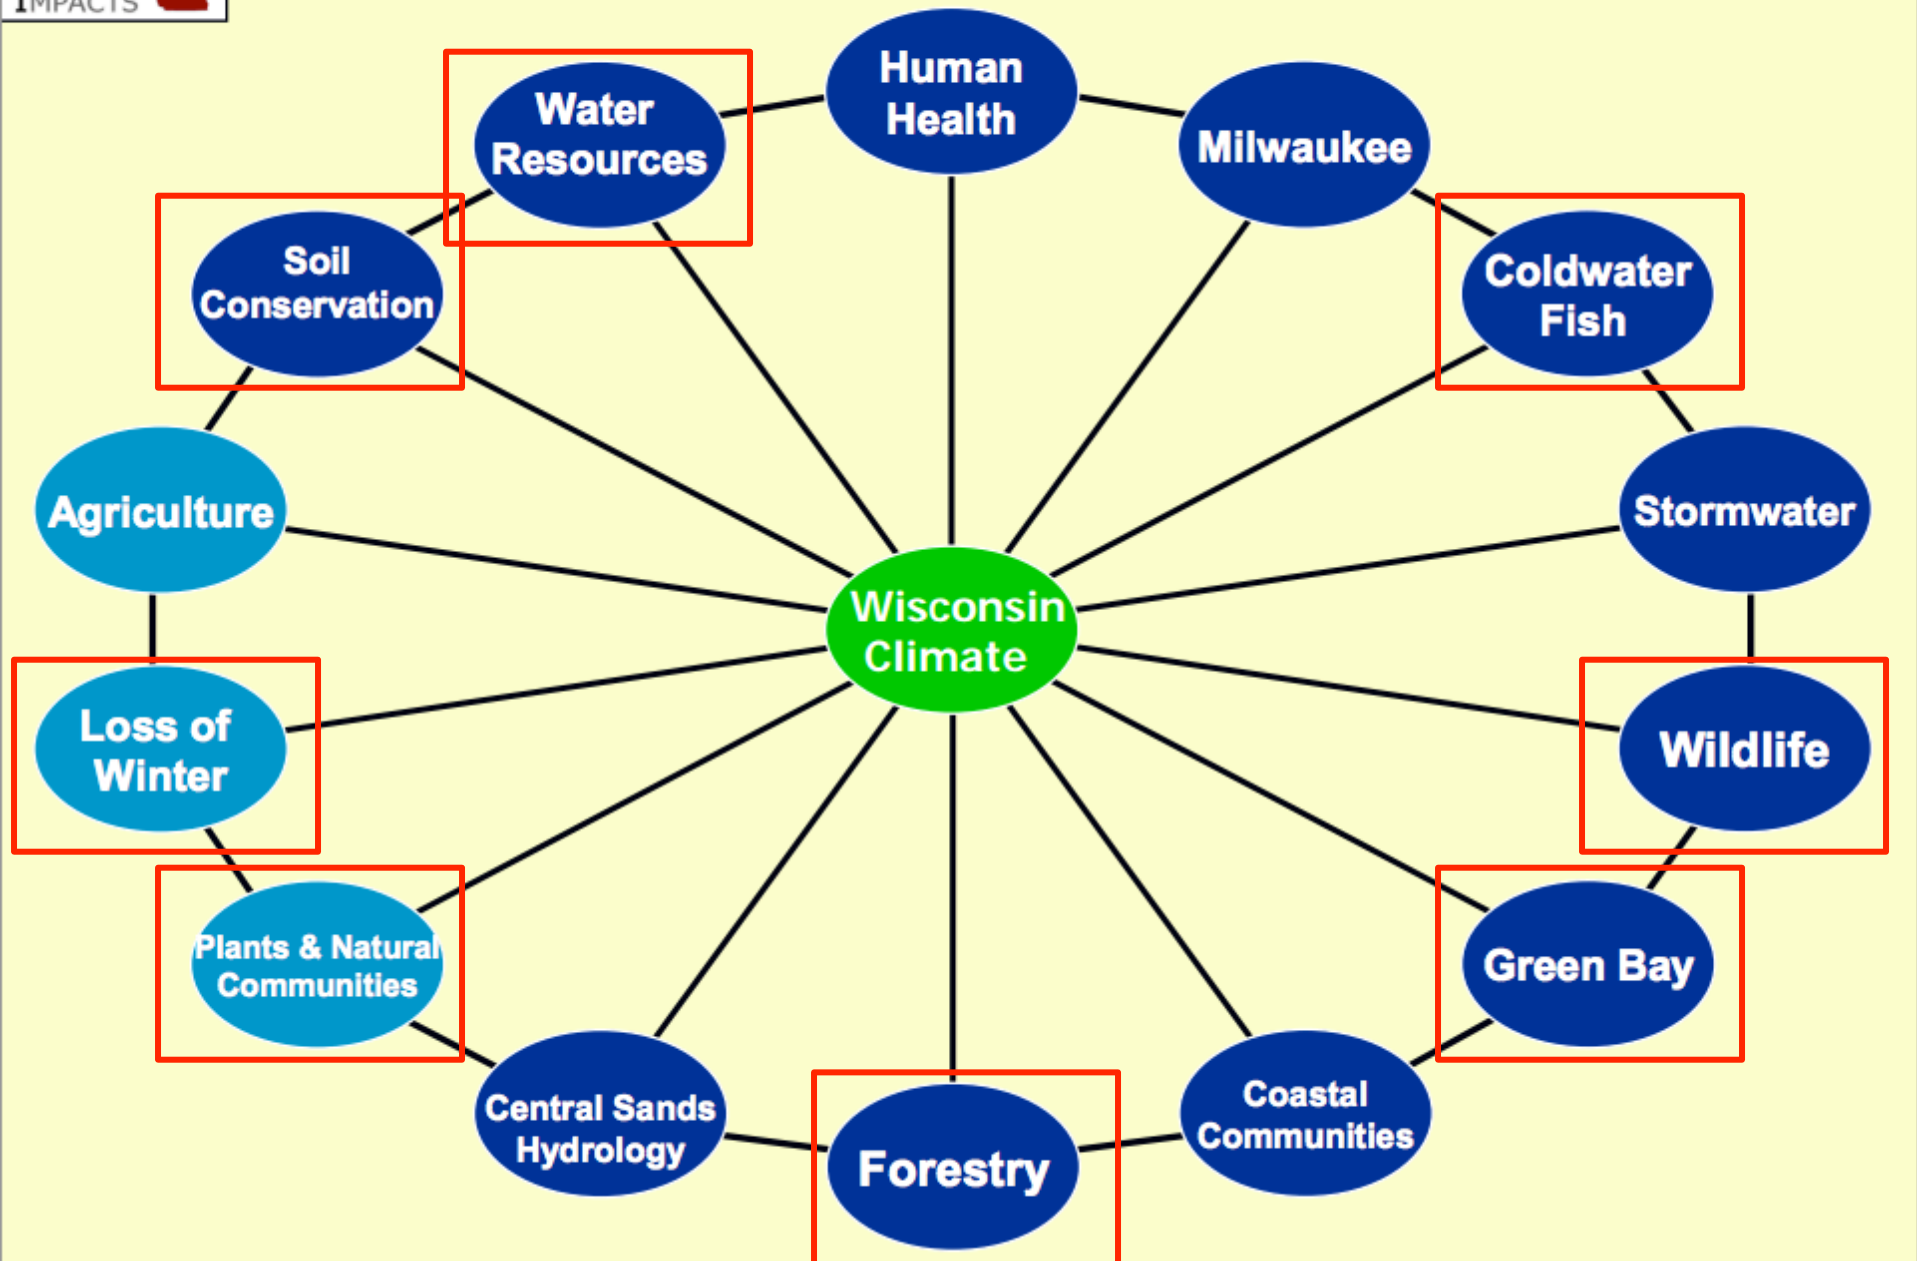 IMPACTS
Human
Health
Water
Resources
Milwaukee
Soil
Conservation
Coldwater
Fish
Agriculture
Stormwater
Wisconsin
Climate
Loss of
Winter
Wildlife
Plants & Natural
Communities
Green Bay
Central Sands
Hydrology
Forestry
Coastal
Communities